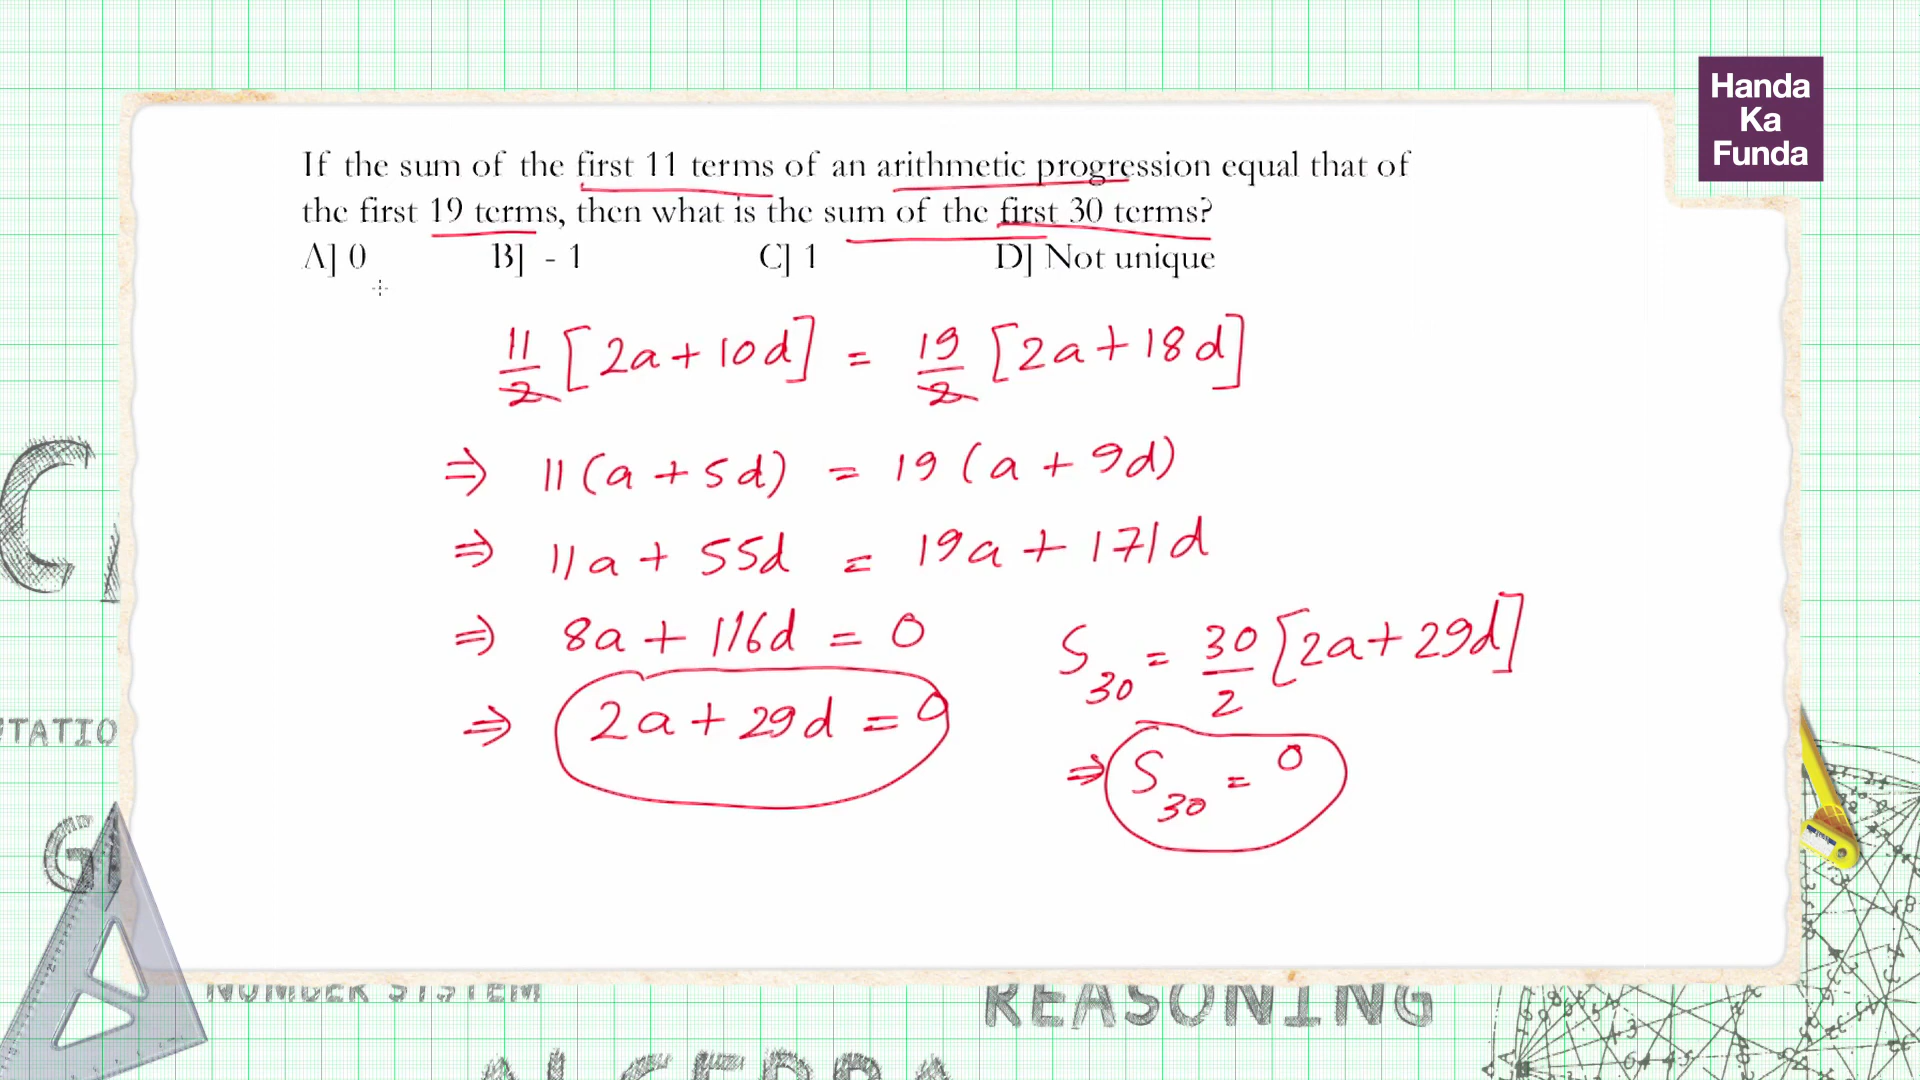 Handa
Ka
Funda
If the sum of the first 11 terms of an arithmetic progression equal that of
the first 19 terms, then what is the sum of the first 30 terms?
A] 0 B] - 1 C] 1 D] Not unique
11/2 [2a + 10d] = 19/2 [2a + 18d]
⇒ 11(a + 5d) = 19(a + 9d)
⇒ 11a + 55d = 19a + 171d
⇒ 8a + 116d = 0
S30 = 30/2 [2a + 29d]
⇒ 2a + 29d = 0
⇒ S30 = 0
NUMBER SYSTEM
REASONING
ALGEBRA